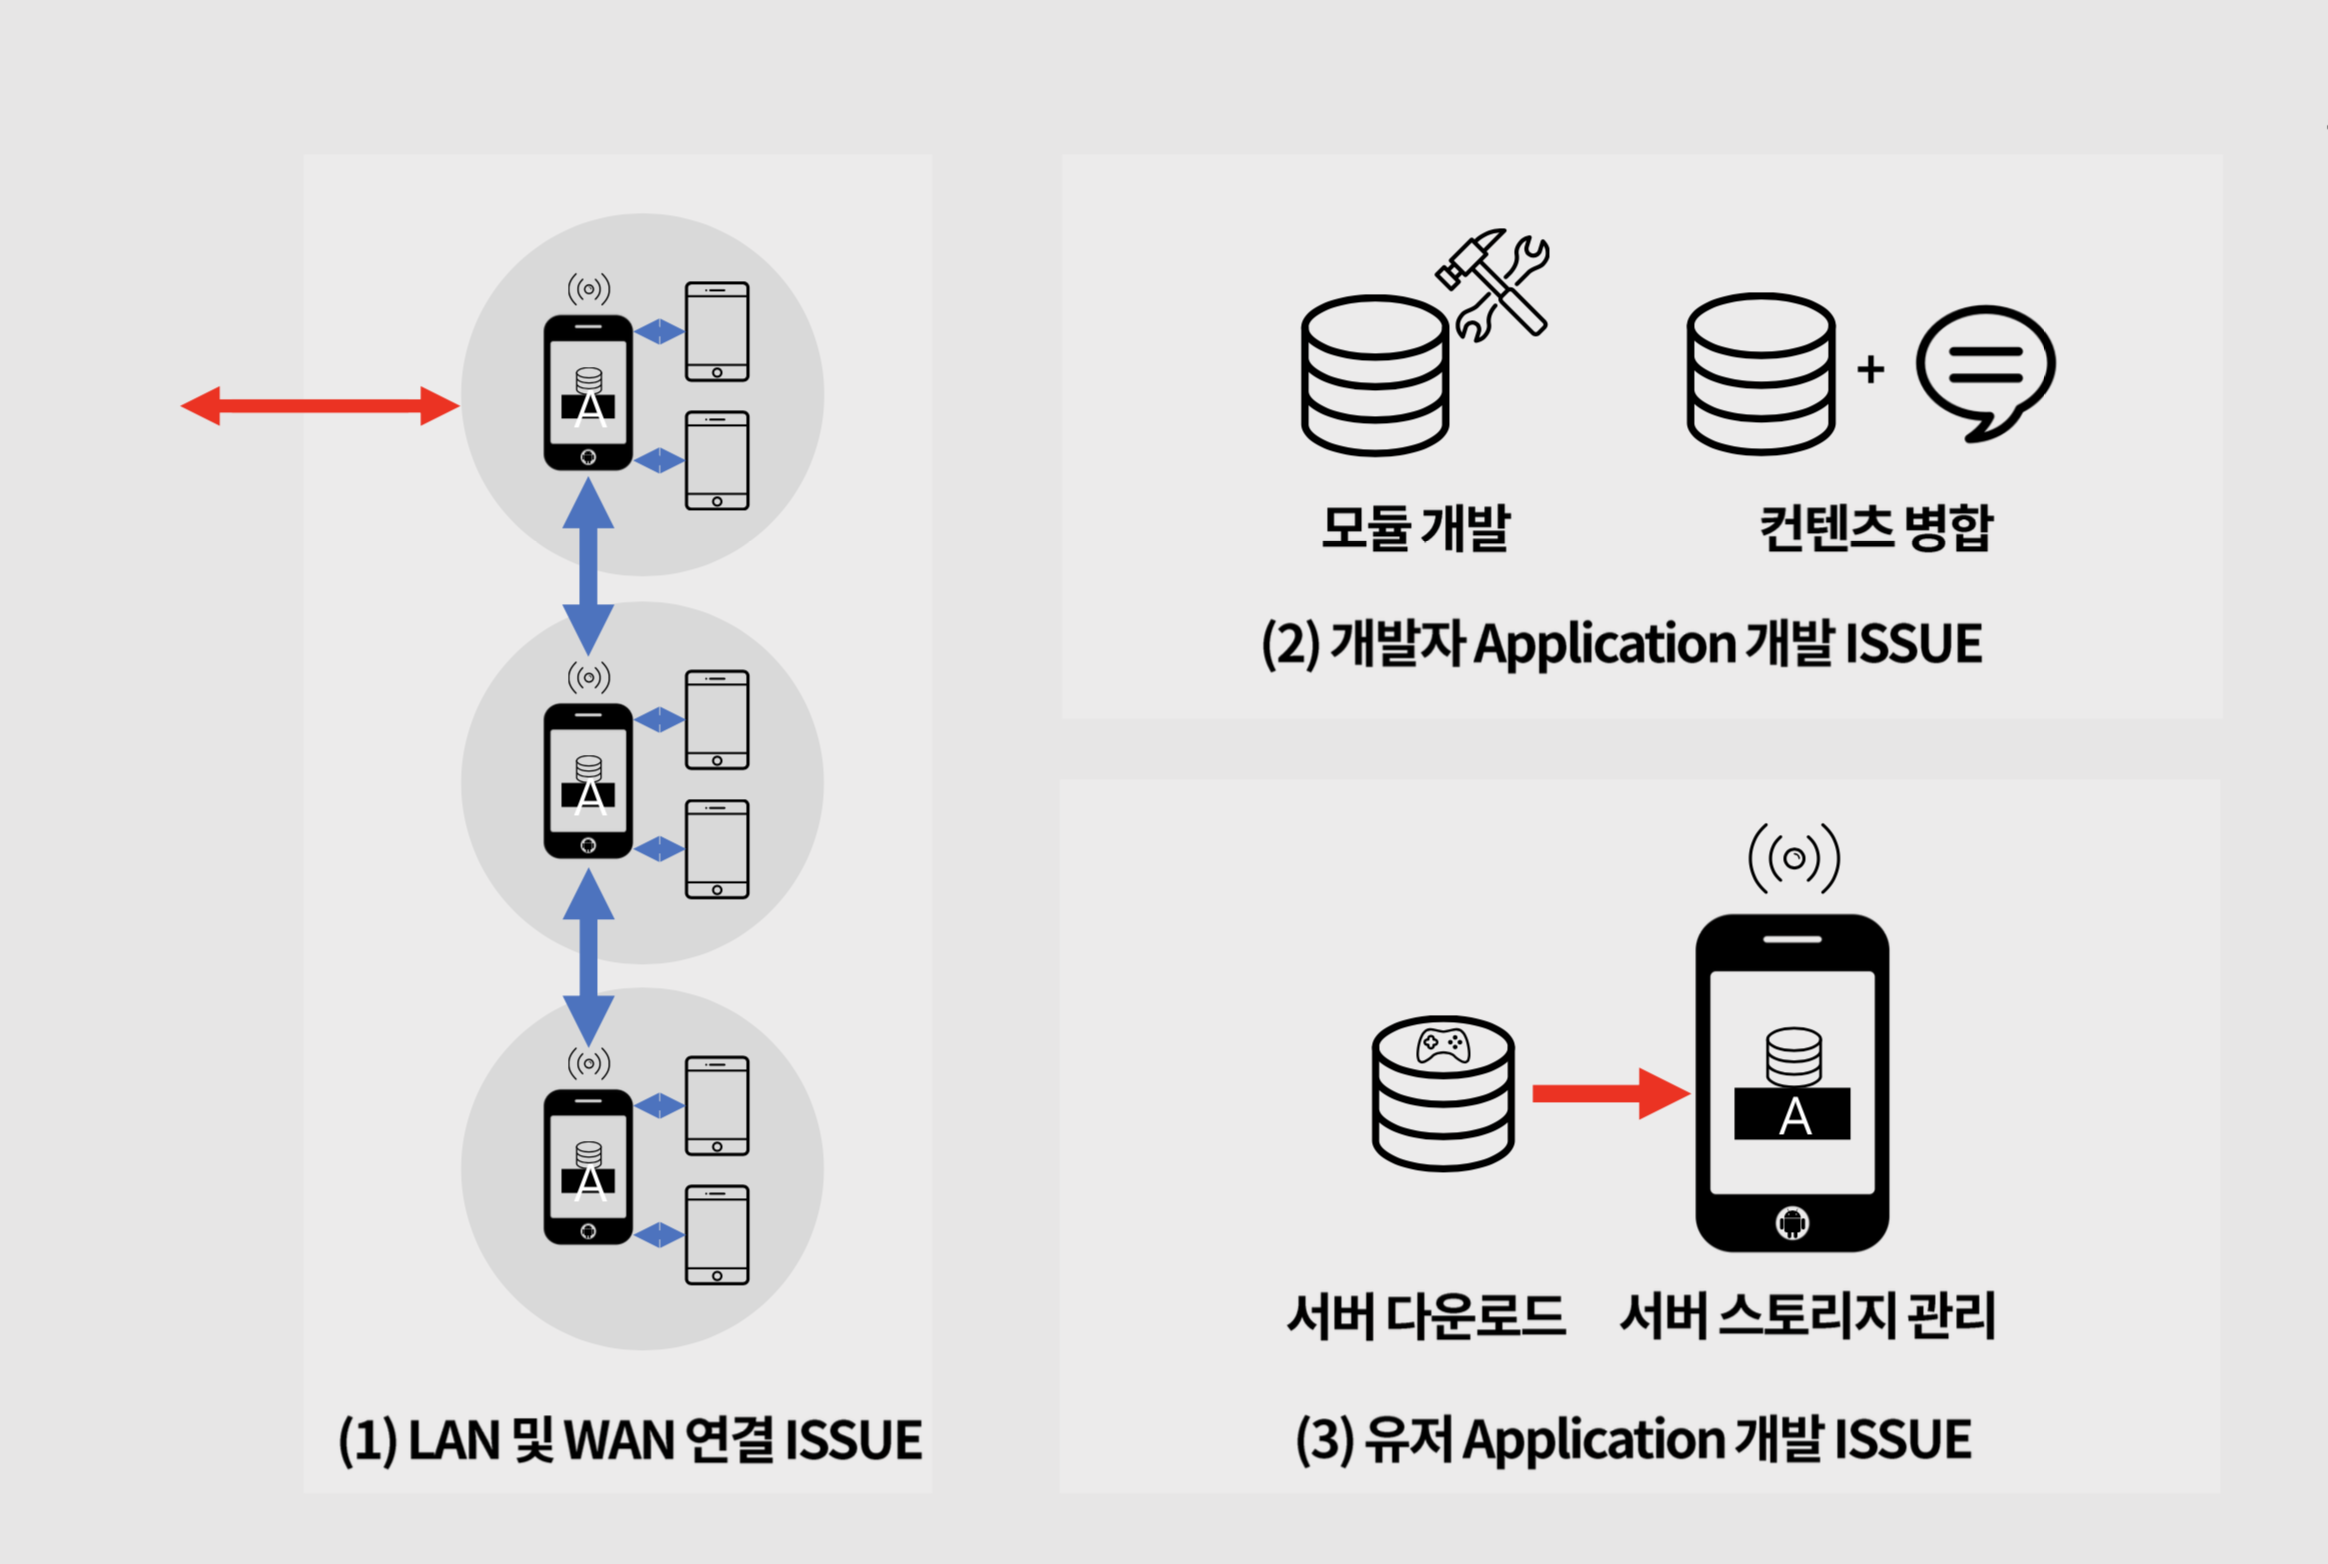 A
A
A
(1) LAN 및 WAN 연결 ISSUE
+
모듈 개발
컨텐츠 병합
(2) 개발자 Application 개발 ISSUE
A
서버 다운로드
서버 스토리지 관리
(3) 유저 Application 개발 ISSUE